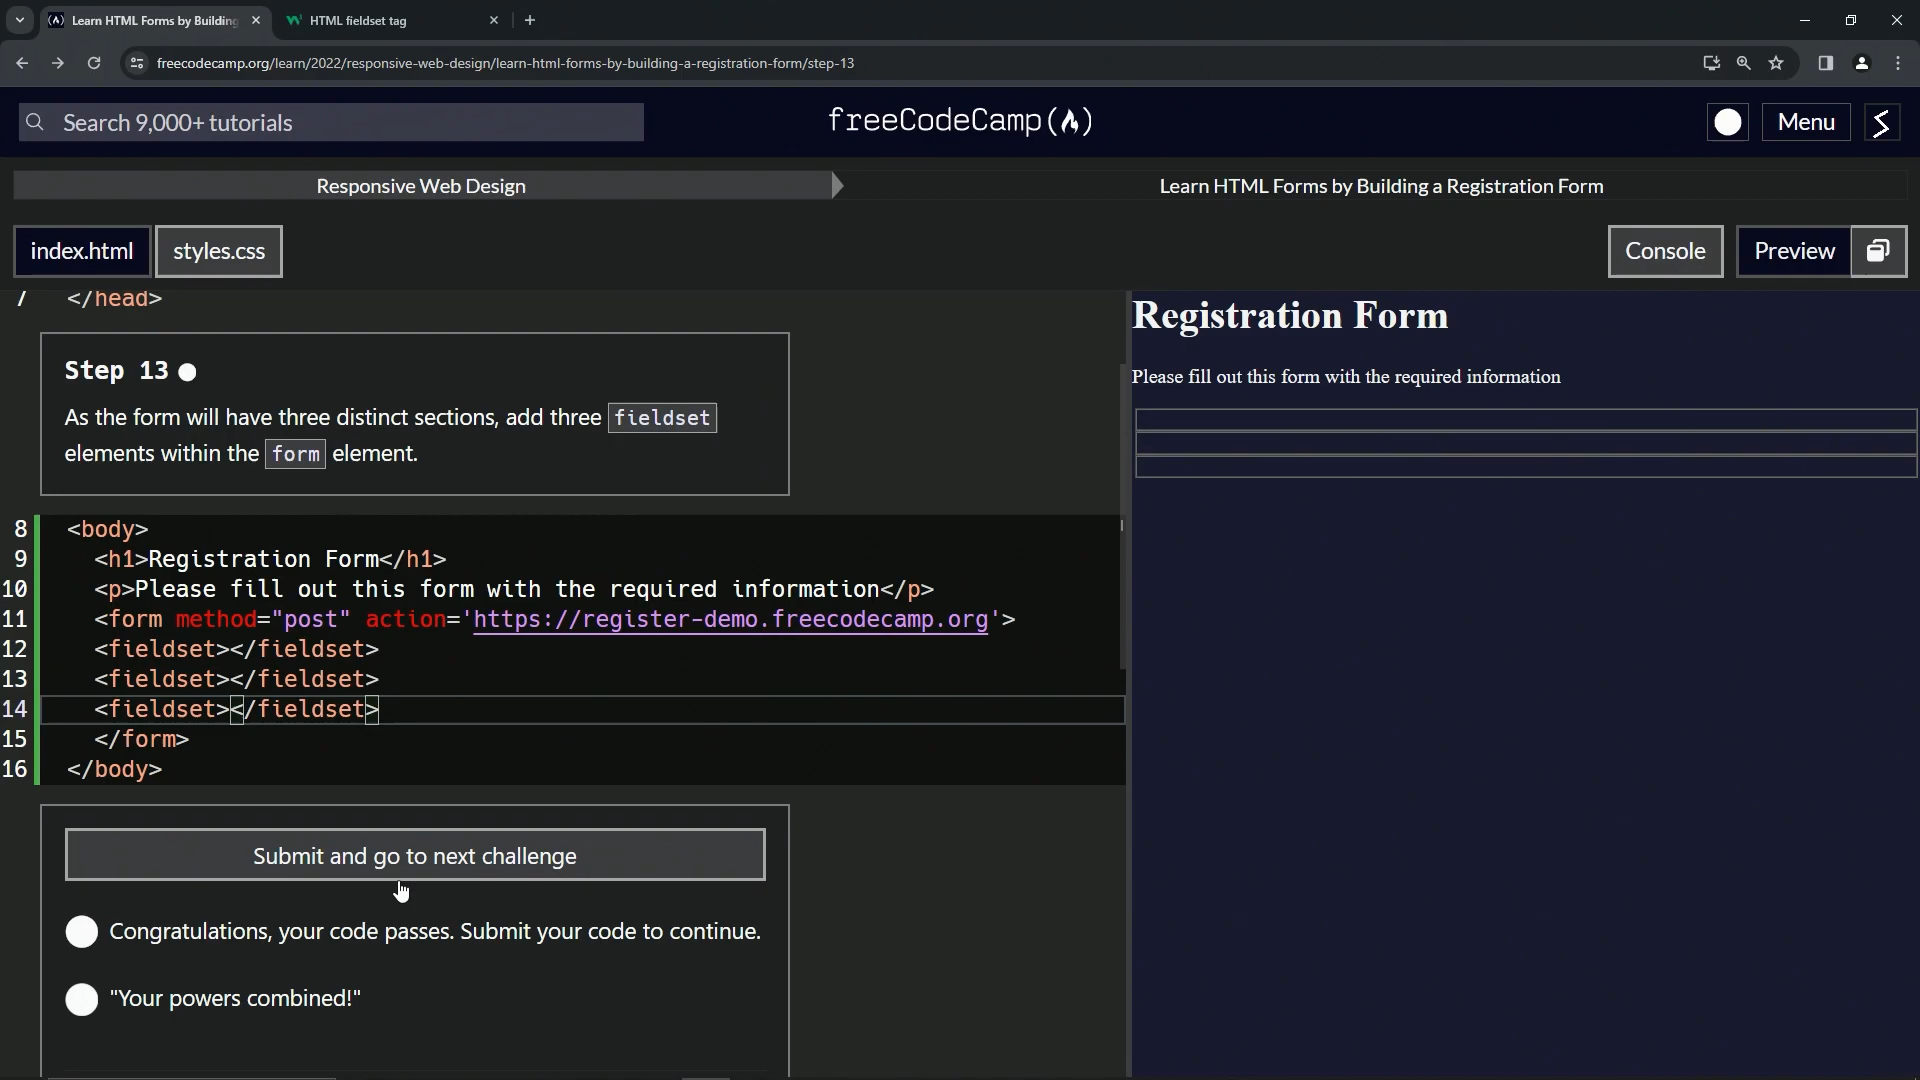 Learn HTML Forms by Building
HTML fieldset tag
freecodecamp.org/learn/2022/responsive-web-design/learn-html-forms-by-building-a-registration-form/step-13
Search 9,000+ tutorials
freeCodeCamp(🔥)
Menu
Responsive Web Design
Learn HTML Forms by Building a Registration Form
index.html
styles.css
Console
Preview
7 </head>
Step 13
As the form will have three distinct sections, add three fieldset
elements within the form element.
8 <body>
9 <h1>Registration Form</h1>
10 <p>Please fill out this form with the required information</p>
11 <form method="post" action='https://register-demo.freecodecamp.org'>
12 <fieldset></fieldset>
13 <fieldset></fieldset>
14 <fieldset></fieldset>
15 </form>
16 </body>
Submit and go to next challenge
Congratulations, your code passes. Submit your code to continue.
"Your powers combined!"
Registration Form
Please fill out this form with the required information